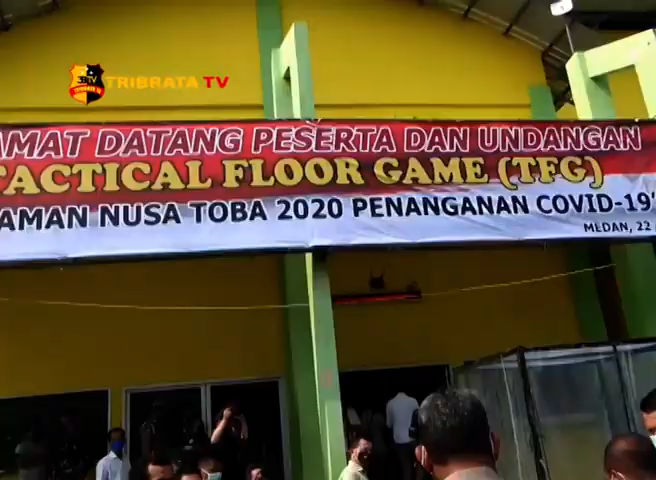 TRIBRATA TV
AMAT DATANG PESERTA DAN UNDANGAN
TACTICAL FLOOR GAME (TFG)
AMAN NUSA TOBA 2020 PENANGANAN COVID-19"
MEDAN, 22